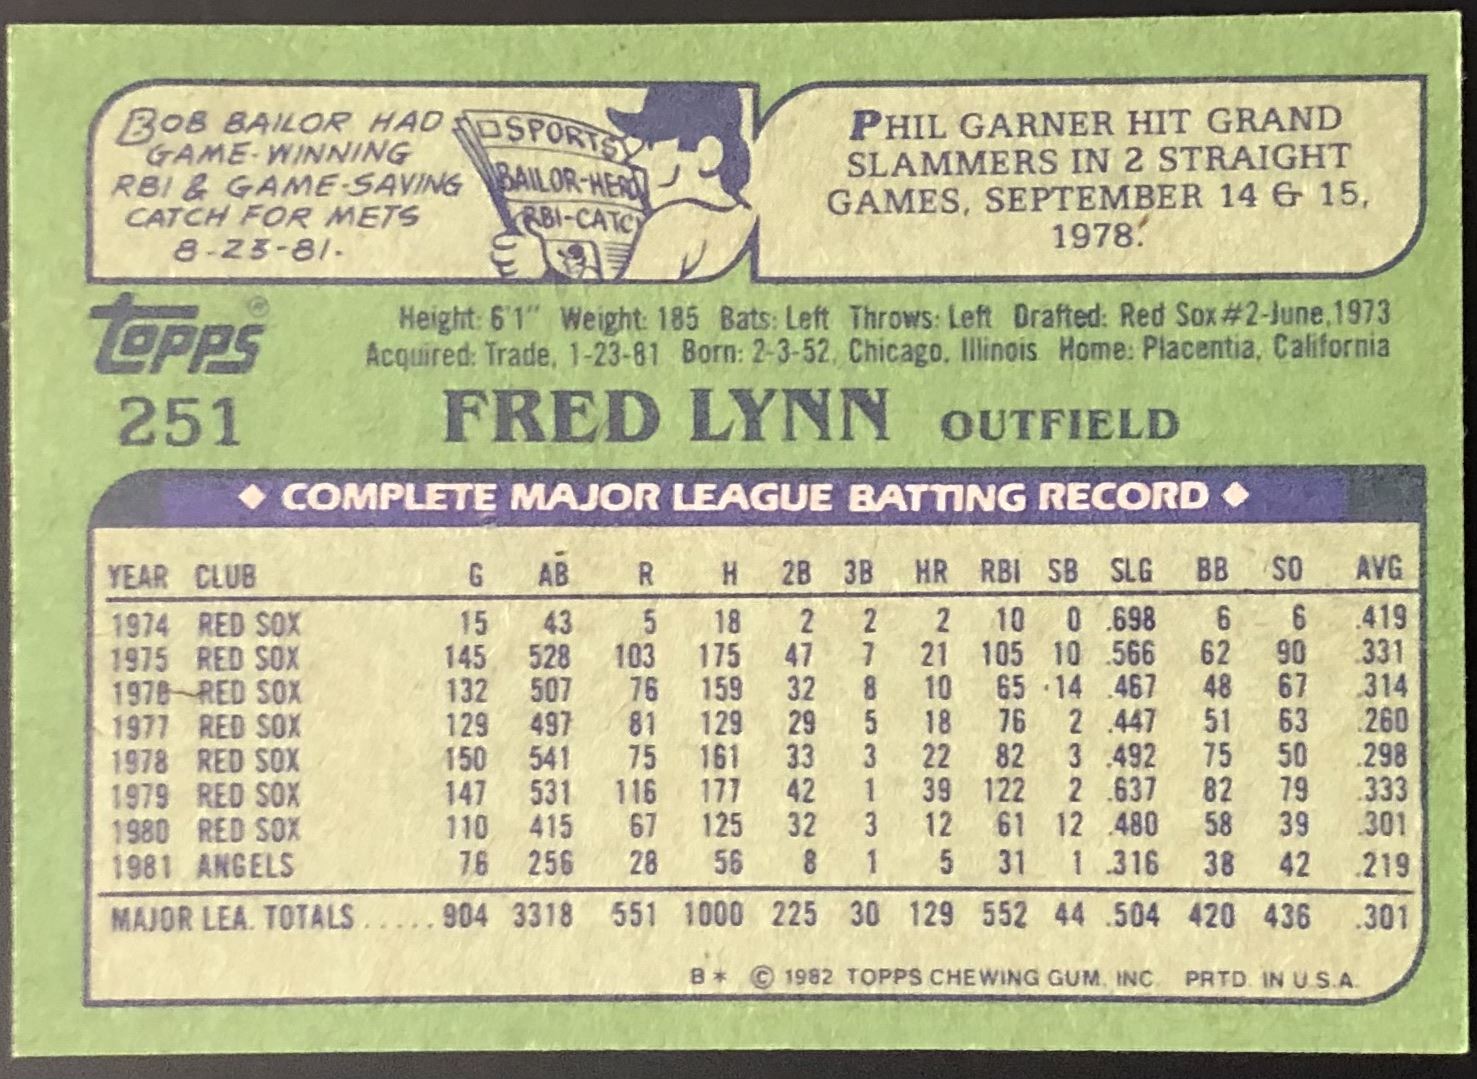 BOB BAILOR HAD
GAME-WINNING
RBI & GAME-SAVING
CATCH FOR METS
8-23-81.
SPORTS
BAILOR-HERO
RBI-CATC
PHIL GARNER HIT GRAND
SLAMMERS IN 2 STRAIGHT
GAMES, SEPTEMBER 14 & 15,
1978.
Topps®
251
Height: 6'1" Weight: 185 Bats: Left Throws: Left Drafted: Red Sox #2-June, 1973
Acquired: Trade, 1-23-81 Born: 2-3-52, Chicago, Illinois Home: Placentia, California
FRED LYNN OUTFIELD
◆ COMPLETE MAJOR LEAGUE BATTING RECORD ◆
YEAR CLUB G AB R H 2B 3B HR RBI SB SLG BB SO AVG
1974 RED SOX 15 43 5 18 2 2 2 10 0 .698 6 6 .419
1975 RED SOX 145 528 103 175 47 7 21 105 10 .566 62 90 .331
1976 RED SOX 132 507 76 159 32 8 10 65 14 .467 48 67 .314
1977 RED SOX 129 497 81 129 29 5 18 76 2 .447 51 63 .260
1978 RED SOX 150 541 75 161 33 3 22 82 3 .492 75 50 .298
1979 RED SOX 147 531 116 177 42 1 39 122 2 .637 82 79 .333
1980 RED SOX 110 415 67 125 32 3 12 61 12 .480 58 39 .301
1981 ANGELS 76 256 28 56 8 1 5 31 1 .316 38 42 .219
MAJOR LEA. TOTALS ..... 904 3318 551 1000 225 30 129 552 44 .504 420 436 .301
B * © 1982 TOPPS CHEWING GUM, INC. PRTD. IN U.S.A.